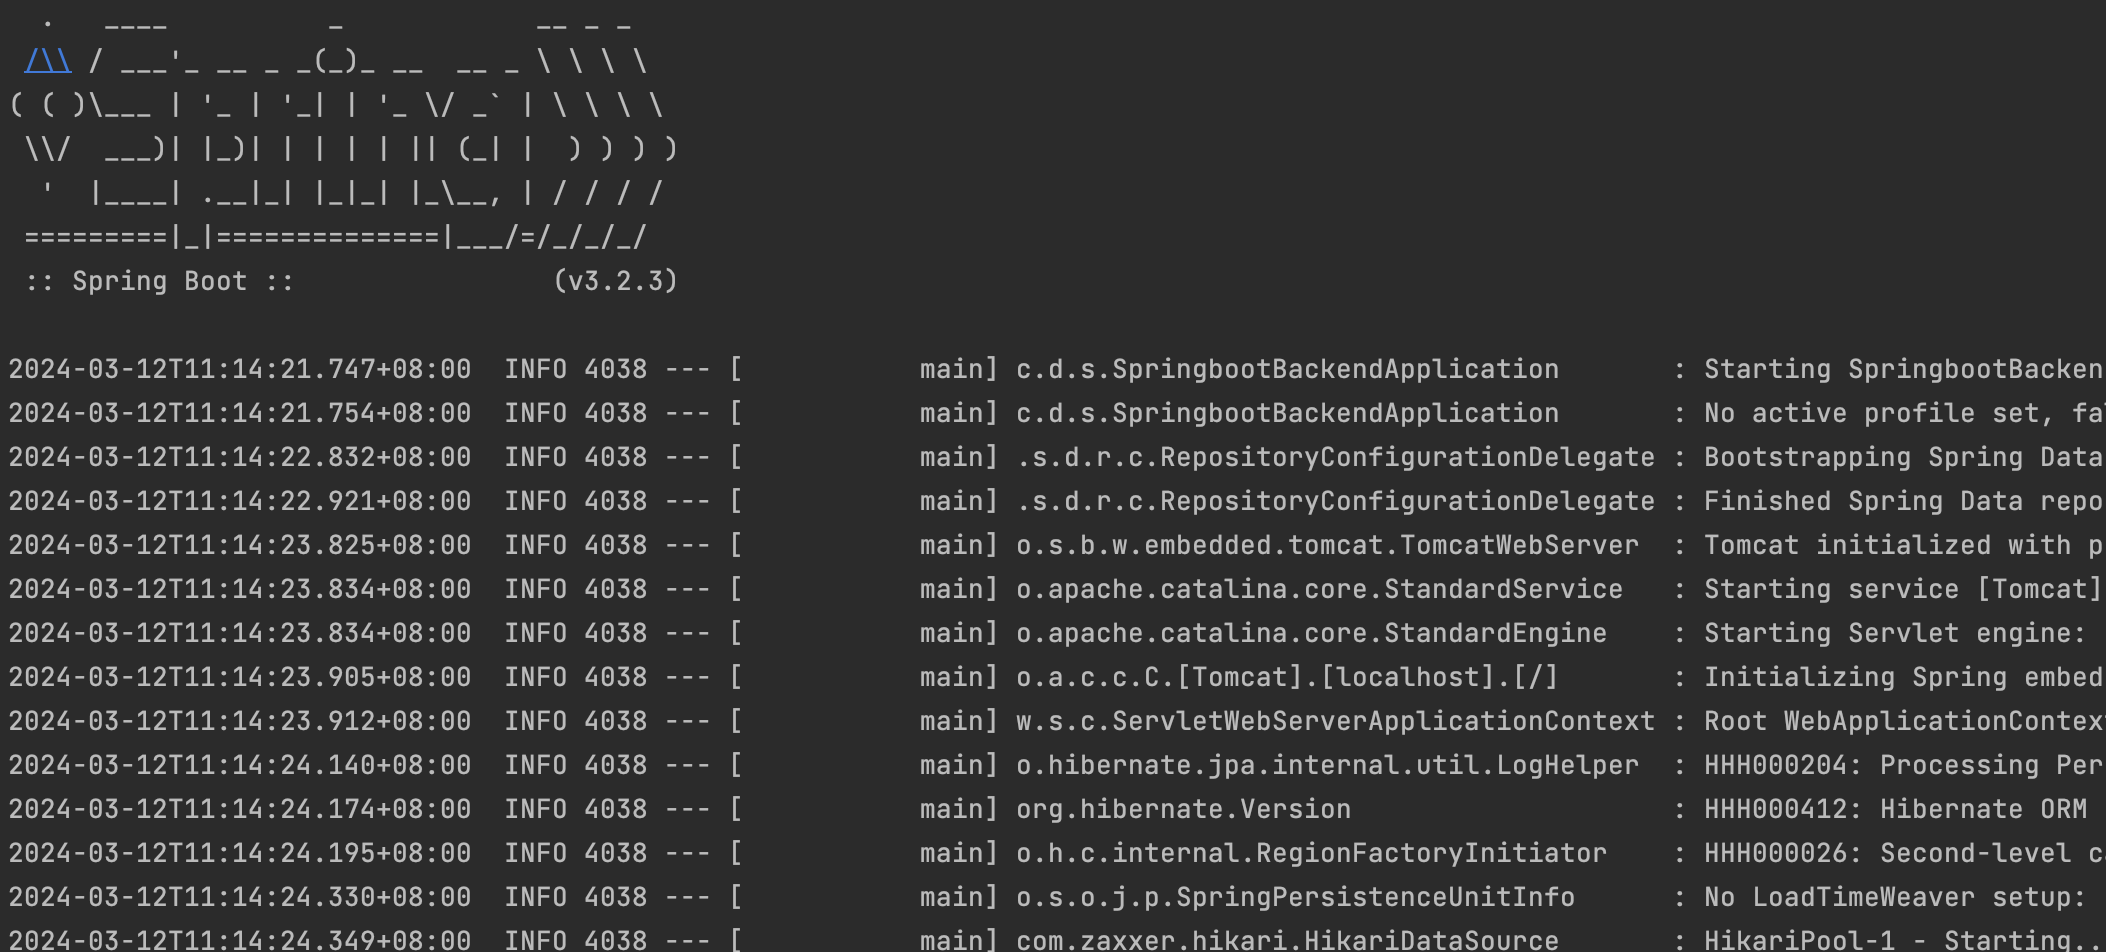 .   ____          _            __ _ _
 /\\ / ___'_ __ _ _(_)_ __  __ _ \ \ \ \
( ( )\___ | '_ | '_| | '_ \/ _` | \ \ \ \
 \\/  ___)| |_)| | | | | || (_| |  ) ) ) )
  '  |____| .__|_| |_|_| |_\__, | / / / /
 =========|_|==============|___/=/_/_/_/
 :: Spring Boot ::                (v3.2.3)
2024-03-12T11:14:21.747+08:00  INFO 4038 --- [           main] c.d.s.SpringbootBackendApplication       : Starting SpringbootBacken
2024-03-12T11:14:21.754+08:00  INFO 4038 --- [           main] c.d.s.SpringbootBackendApplication       : No active profile set, fal
2024-03-12T11:14:22.832+08:00  INFO 4038 --- [           main] .s.d.r.c.RepositoryConfigurationDelegate : Bootstrapping Spring Data
2024-03-12T11:14:22.921+08:00  INFO 4038 --- [           main] .s.d.r.c.RepositoryConfigurationDelegate : Finished Spring Data repo
2024-03-12T11:14:23.825+08:00  INFO 4038 --- [           main] o.s.b.w.embedded.tomcat.TomcatWebServer  : Tomcat initialized with p
2024-03-12T11:14:23.834+08:00  INFO 4038 --- [           main] o.apache.catalina.core.StandardService   : Starting service [Tomcat]
2024-03-12T11:14:23.834+08:00  INFO 4038 --- [           main] o.apache.catalina.core.StandardEngine    : Starting Servlet engine:
2024-03-12T11:14:23.905+08:00  INFO 4038 --- [           main] o.a.c.c.C.[Tomcat].[localhost].[/]       : Initializing Spring embed
2024-03-12T11:14:23.912+08:00  INFO 4038 --- [           main] w.s.c.ServletWebServerApplicationContext : Root WebApplicationContext
2024-03-12T11:14:24.140+08:00  INFO 4038 --- [           main] o.hibernate.jpa.internal.util.LogHelper  : HHH000204: Processing Per
2024-03-12T11:14:24.174+08:00  INFO 4038 --- [           main] org.hibernate.Version                    : HHH000412: Hibernate ORM
2024-03-12T11:14:24.195+08:00  INFO 4038 --- [           main] o.h.c.internal.RegionFactoryInitiator    : HHH000026: Second-level ca
2024-03-12T11:14:24.330+08:00  INFO 4038 --- [           main] o.s.o.j.p.SpringPersistenceUnitInfo      : No LoadTimeWeaver setup:
2024-03-12T11:14:24.349+08:00  INFO 4038 --- [           main] com.zaxxer.hikari.HikariDataSource       : HikariPool-1 - Starting..